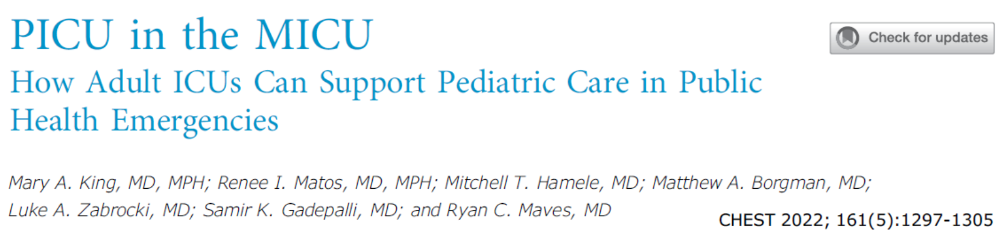 PICU in the MICU
Check for updates
How Adult ICUs Can Support Pediatric Care in Public
Health Emergencies
Mary A. King, MD, MPH; Renee I. Matos, MD, MPH; Mitchell T. Hamele, MD; Matthew A. Borgman, MD;
Luke A. Zabrocki, MD; Samir K. Gadepalli, MD; and Ryan C. Maves, MD
CHEST 2022; 161(5):1297-1305